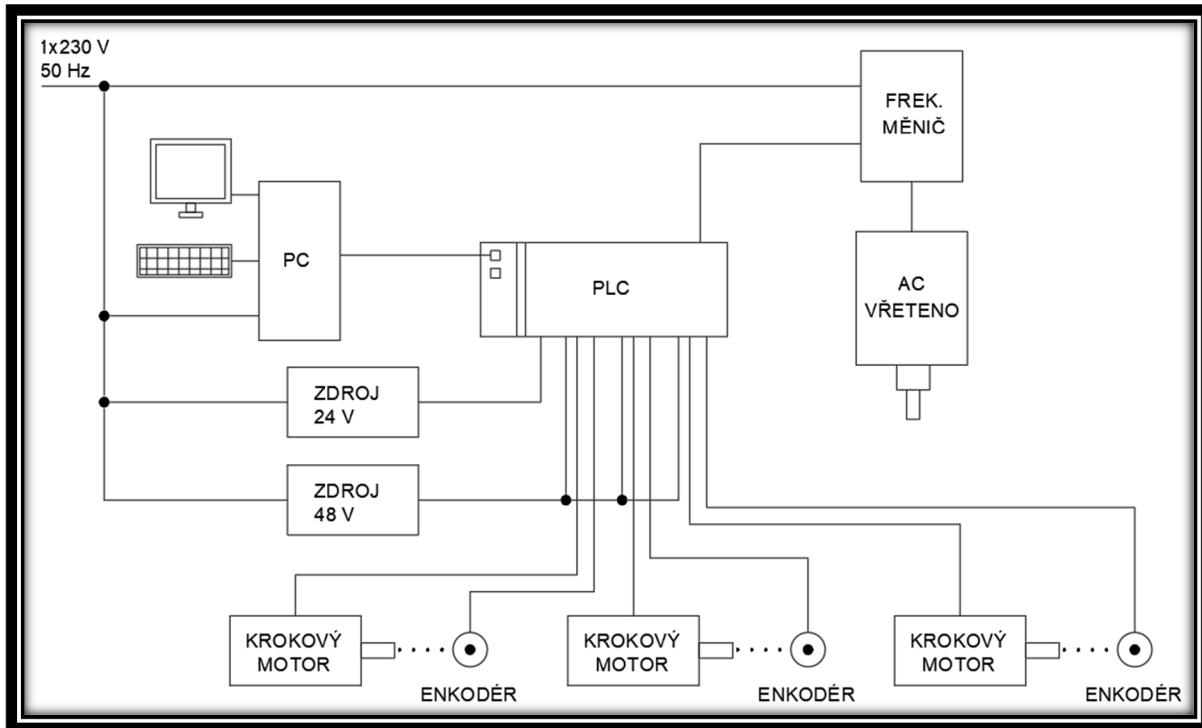 1x230 V
50 Hz
FREK.
MĚNIČ
PC
PLC
AC
VŘETENO
ZDROJ
24 V
ZDROJ
48 V
KROKOVÝ
MOTOR
ENKODÉR
KROKOVÝ
MOTOR
ENKODÉR
KROKOVÝ
MOTOR
ENKODÉR